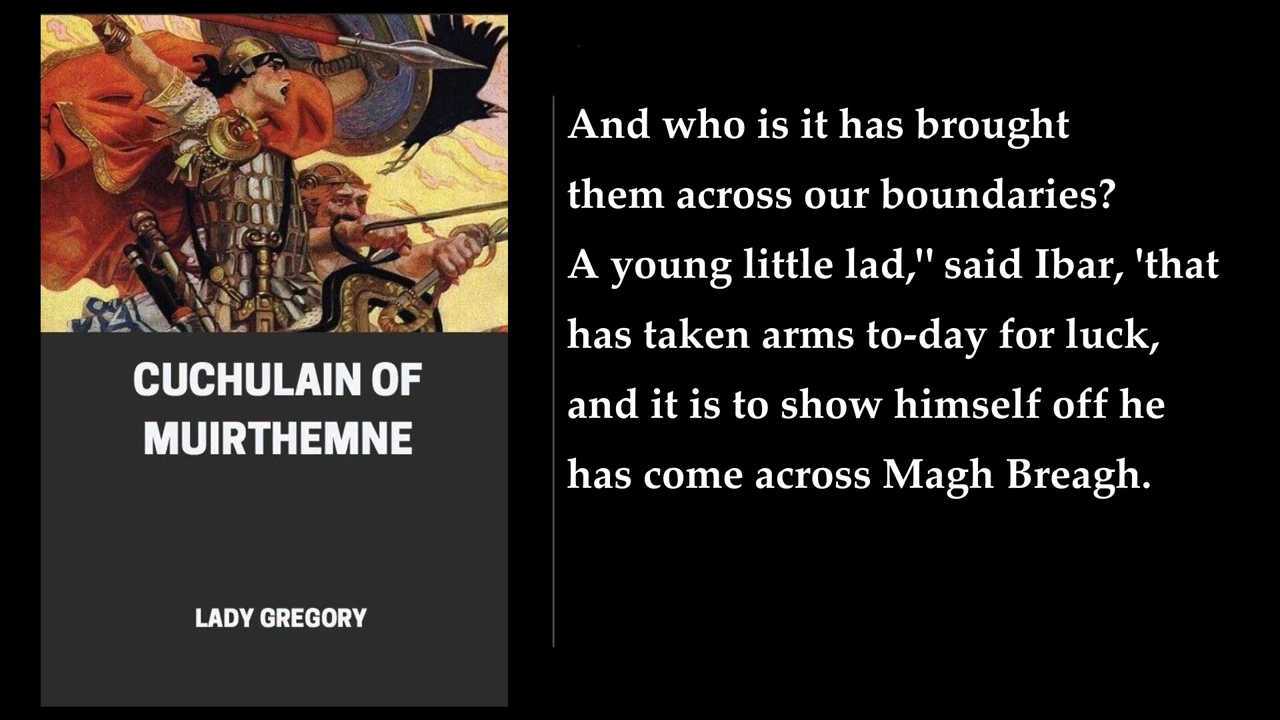 CUCHULAIN OF
MUIRTHEMNE
LADY GREGORY
And who is it has brought
them across our boundaries?
A young little lad,'' said Ibar, 'that
has taken arms to-day for luck,
and it is to show himself off he
has come across Magh Breagh.